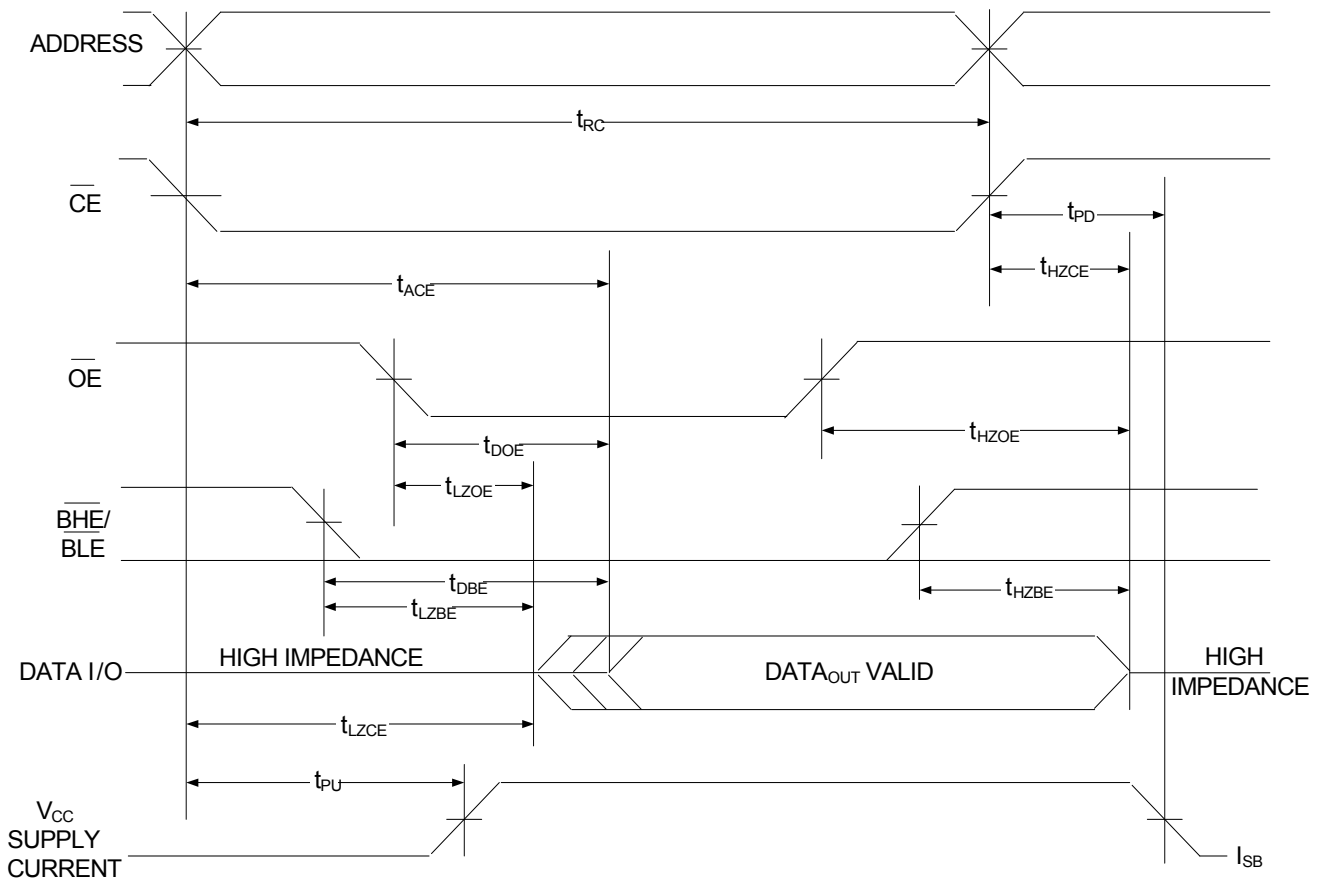 ADDRESS
tRC
CE
tPD
tHZCE
tACE
OE
tHZOE
tDOE
tLZOE
BHE/
BLE
tDBE
tHZBE
tLZBE
DATA I/O
HIGH IMPEDANCE
DATAOUT VALID
HIGH
IMPEDANCE
tLZCE
tPU
VCC
SUPPLY
CURRENT
ISB